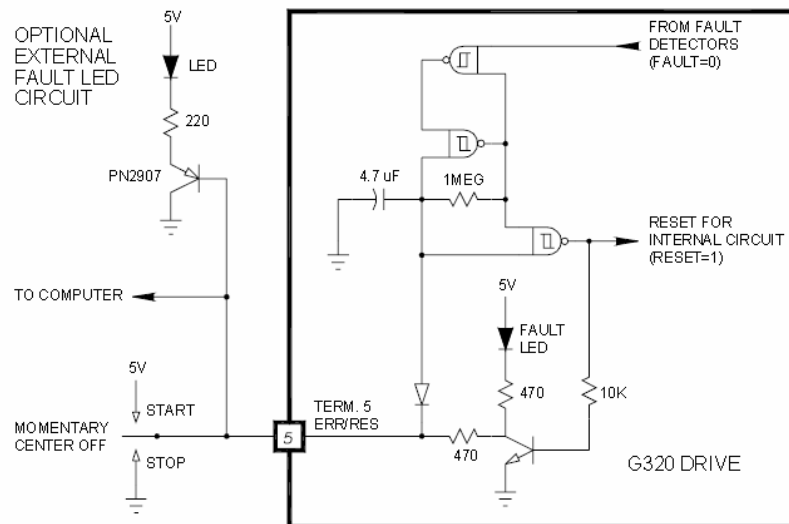 OPTIONAL
EXTERNAL
FAULT LED
CIRCUIT
5V
LED
220
PN2907
TO COMPUTER
5V
START
MOMENTARY
CENTER OFF
STOP
5
TERM. 5
ERR/RES
FROM FAULT
DETECTORS
(FAULT=0)
4.7 uF
1MEG
RESET FOR
INTERNAL CIRCUIT
(RESET=1)
5V
FAULT
LED
470
10K
470
G320 DRIVE